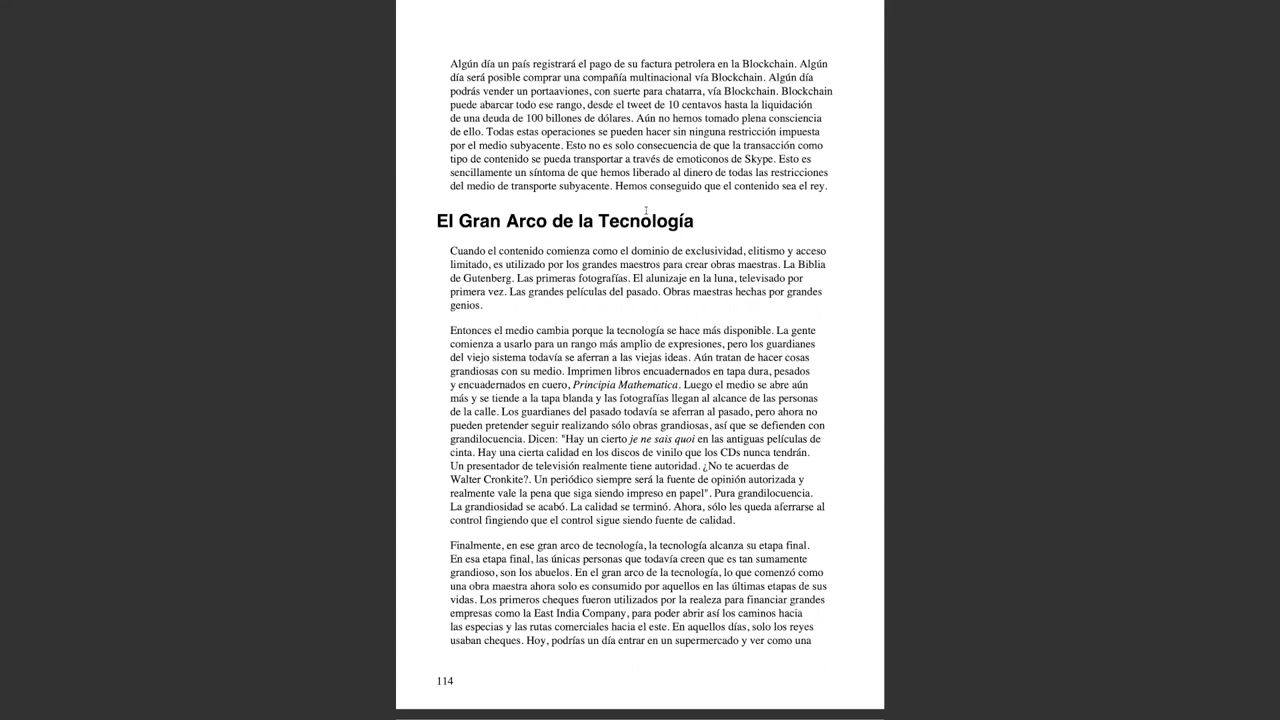 Algún día un país registrará el pago de su factura petrolera en la Blockchain. Algún
día será posible comprar una compañía multinacional vía Blockchain. Algún día
podrás vender un portaaviones, con suerte para chatarra, vía Blockchain. Blockchain
puede abarcar todo ese rango, desde el tweet de 10 centavos hasta la liquidación
de una deuda de 100 billones de dólares. Aún no hemos tomado plena consciencia
de ello. Todas estas operaciones se pueden hacer sin ninguna restricción impuesta
por el medio subyacente. Esto no es solo consecuencia de que la transacción como
tipo de contenido se pueda transportar a través de emoticonos de Skype. Esto es
sencillamente un síntoma de que hemos liberado al dinero de todas las restricciones
del medio de transporte subyacente. Hemos conseguido que el contenido sea el rey.
El Gran Arco de la Tecnología
Cuando el contenido comienza como el dominio de exclusividad, elitismo y acceso
limitado, es utilizado por los grandes maestros para crear obras maestras. La Biblia
de Gutenberg. Las primeras fotografías. El alunizaje en la luna, televisado por
primera vez. Las grandes películas del pasado. Obras maestras hechas por grandes
genios.
Entonces el medio cambia porque la tecnología se hace más disponible. La gente
comienza a usarlo para un rango más amplio de expresiones, pero los guardianes
del viejo sistema todavía se aferran a las viejas ideas. Aún tratan de hacer cosas
grandiosas con su medio. Imprimen libros encuadernados en tapa dura, pesados
y encuadernados en cuero, Principia Mathematica. Luego el medio se abre aún
más y se tiende a la tapa blanda y las fotografías llegan al alcance de las personas
de la calle. Los guardianes del pasado todavía se aferran al pasado, pero ahora no
pueden pretender seguir realizando sólo obras grandiosas, así que se defienden con
grandilocuencia. Dicen: "Hay un cierto je ne sais quoi en las antiguas películas de
cinta. Hay una cierta calidad en los discos de vinilo que los CDs nunca tendrán.
Un presentador de televisión realmente tiene autoridad. ¿No te acuerdas de
Walter Cronkite?. Un periódico siempre será la fuente de opinión autorizada y
realmente vale la pena que siga siendo impreso en papel". Pura grandilocuencia.
La grandiosidad se acabó. La calidad se terminó. Ahora, sólo les queda aferrarse al
control fingiendo que el control sigue siendo fuente de calidad.
Finalmente, en ese gran arco de tecnología, la tecnología alcanza su etapa final.
En esa etapa final, las únicas personas que todavía creen que es tan sumamente
grandioso, son los abuelos. En el gran arco de la tecnología, lo que comenzó como
una obra maestra ahora solo es consumido por aquellos en las últimas etapas de sus
vidas. Los primeros cheques fueron utilizados por la realeza para financiar grandes
empresas como la East India Company, para poder abrir así los caminos hacia
las especias y las rutas comerciales hacia el este. En aquellos días, solo los reyes
usaban cheques. Hoy, podrías un día entrar en un supermercado y ver como una
114